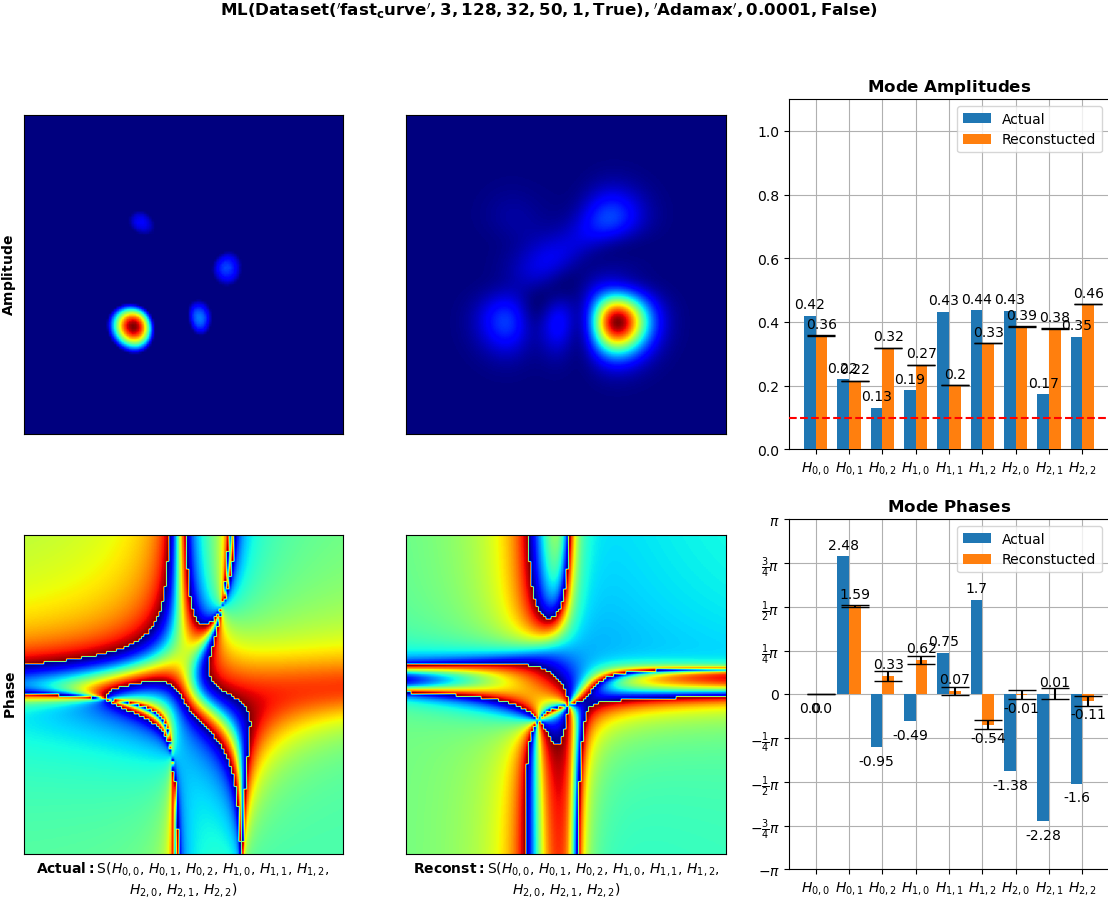 ML(Dataset('fast_curve', 3, 128, 32, 50, 1, True), 'Adamax', 0.0001, False)
Amplitude
Mode Amplitudes
Actual
Reconstucted
1.0
0.8
0.6
0.4
0.2
0.0
0.42
0.36
0.22
0.22
0.13
0.32
0.19
0.27
0.43
0.2
0.44
0.33
0.43
0.39
0.17
0.38
0.35
0.46
H0,0 H0,1 H0,2 H1,0 H1,1 H1,2 H2,0 H2,1 H2,2
Phase
Actual: S(H0,0, H0,1, H0,2, H1,0, H1,1, H1,2,
H2,0, H2,1, H2,2)
Reconst: S(H0,0, H0,1, H0,2, H1,0, H1,1, H1,2,
H2,0, H2,1, H2,2)
Mode Phases
Actual
Reconstucted
π
3/4π
1/2π
1/4π
0
−1/4π
−1/2π
−3/4π
−π
0.0
0.0
2.48
1.59
-0.95
0.33
-0.49
0.62
0.75
0.07
1.7
-0.54
-1.38
-0.01
-2.28
0.01
-1.6
-0.11
H0,0 H0,1 H0,2 H1,0 H1,1 H1,2 H2,0 H2,1 H2,2